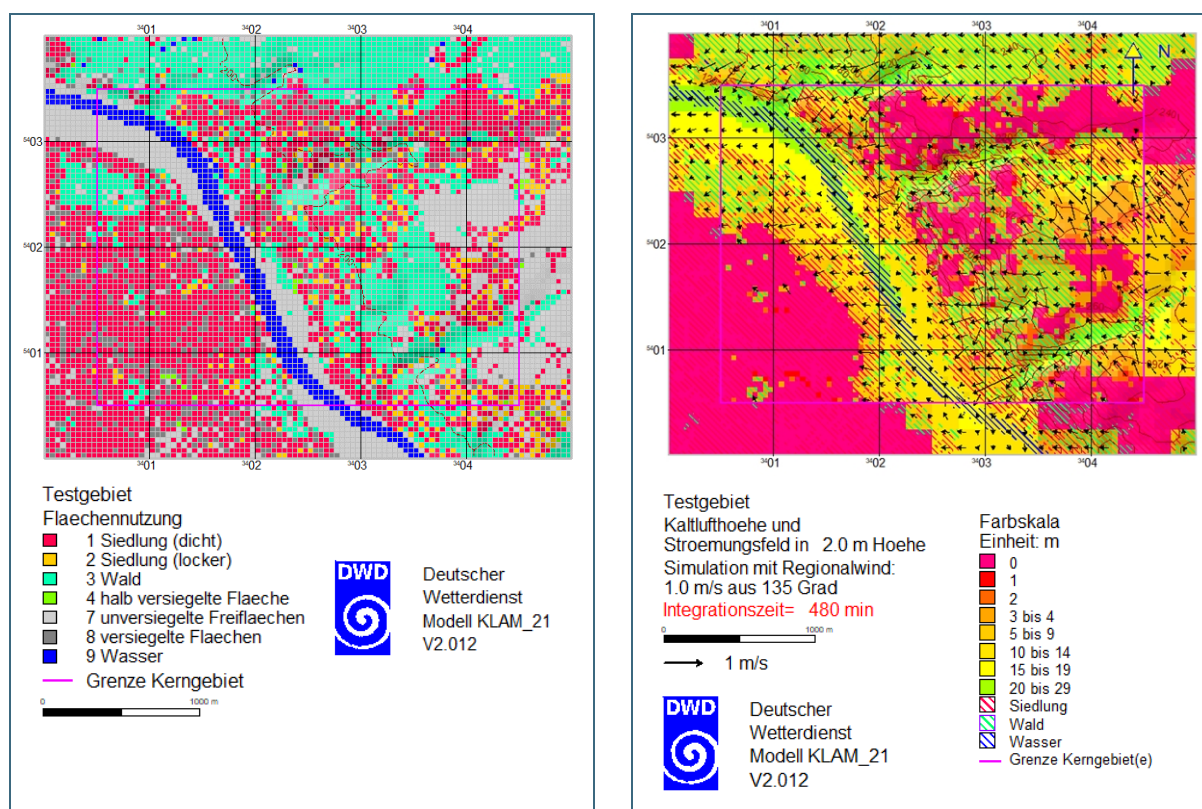 ³⁴01 ³⁴02 ³⁴03 ³⁴04
⁵⁴03
⁵⁴02
⁵⁴01
³⁴01 ³⁴02 ³⁴03 ³⁴04
200
Testgebiet
Flaechennutzung
1 Siedlung (dicht)
2 Siedlung (locker)
3 Wald
4 halb versiegelte Flaeche
7 unversiegelte Freiflaechen
8 versiegelte Flaechen
9 Wasser
Grenze Kerngebiet
0 1000 m
DWD
Deutscher
Wetterdienst
Modell KLAM_21
V2.012
³⁴01 ³⁴02 ³⁴03 ³⁴04
N
240
⁵⁴03
⁵⁴02
⁵⁴01
³⁴01 ³⁴02 ³⁴03 ³⁴04
Testgebiet
Kaltlufthoehe und
Stroemungsfeld in 2.0 m Hoehe
Simulation mit Regionalwind:
1.0 m/s aus 135 Grad
Integrationszeit= 480 min
0 1000 m
1 m/s
DWD
Deutscher
Wetterdienst
Modell KLAM_21
V2.012
Farbskala
Einheit: m
0
1
2
3 bis 4
5 bis 9
10 bis 14
15 bis 19
20 bis 29
Siedlung
Wald
Wasser
Grenze Kerngebiet(e)